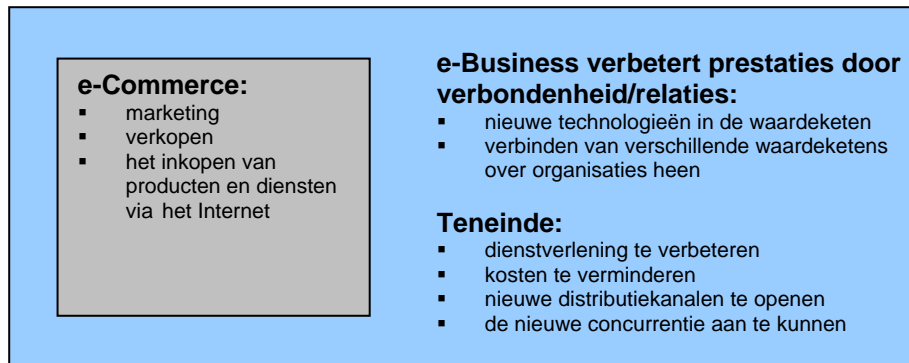 e-Commerce:
▪ marketing
▪ verkopen
▪ het inkopen van
producten en diensten
via het Internet
e-Business verbetert prestaties door
verbondenheid/relaties:
▪ nieuwe technologieën in de waardeketen
▪ verbinden van verschillende waardeketens
over organisaties heen
Teneinde:
▪ dienstverlening te verbeteren
▪ kosten te verminderen
▪ nieuwe distributiekanalen te openen
▪ de nieuwe concurrentie aan te kunnen